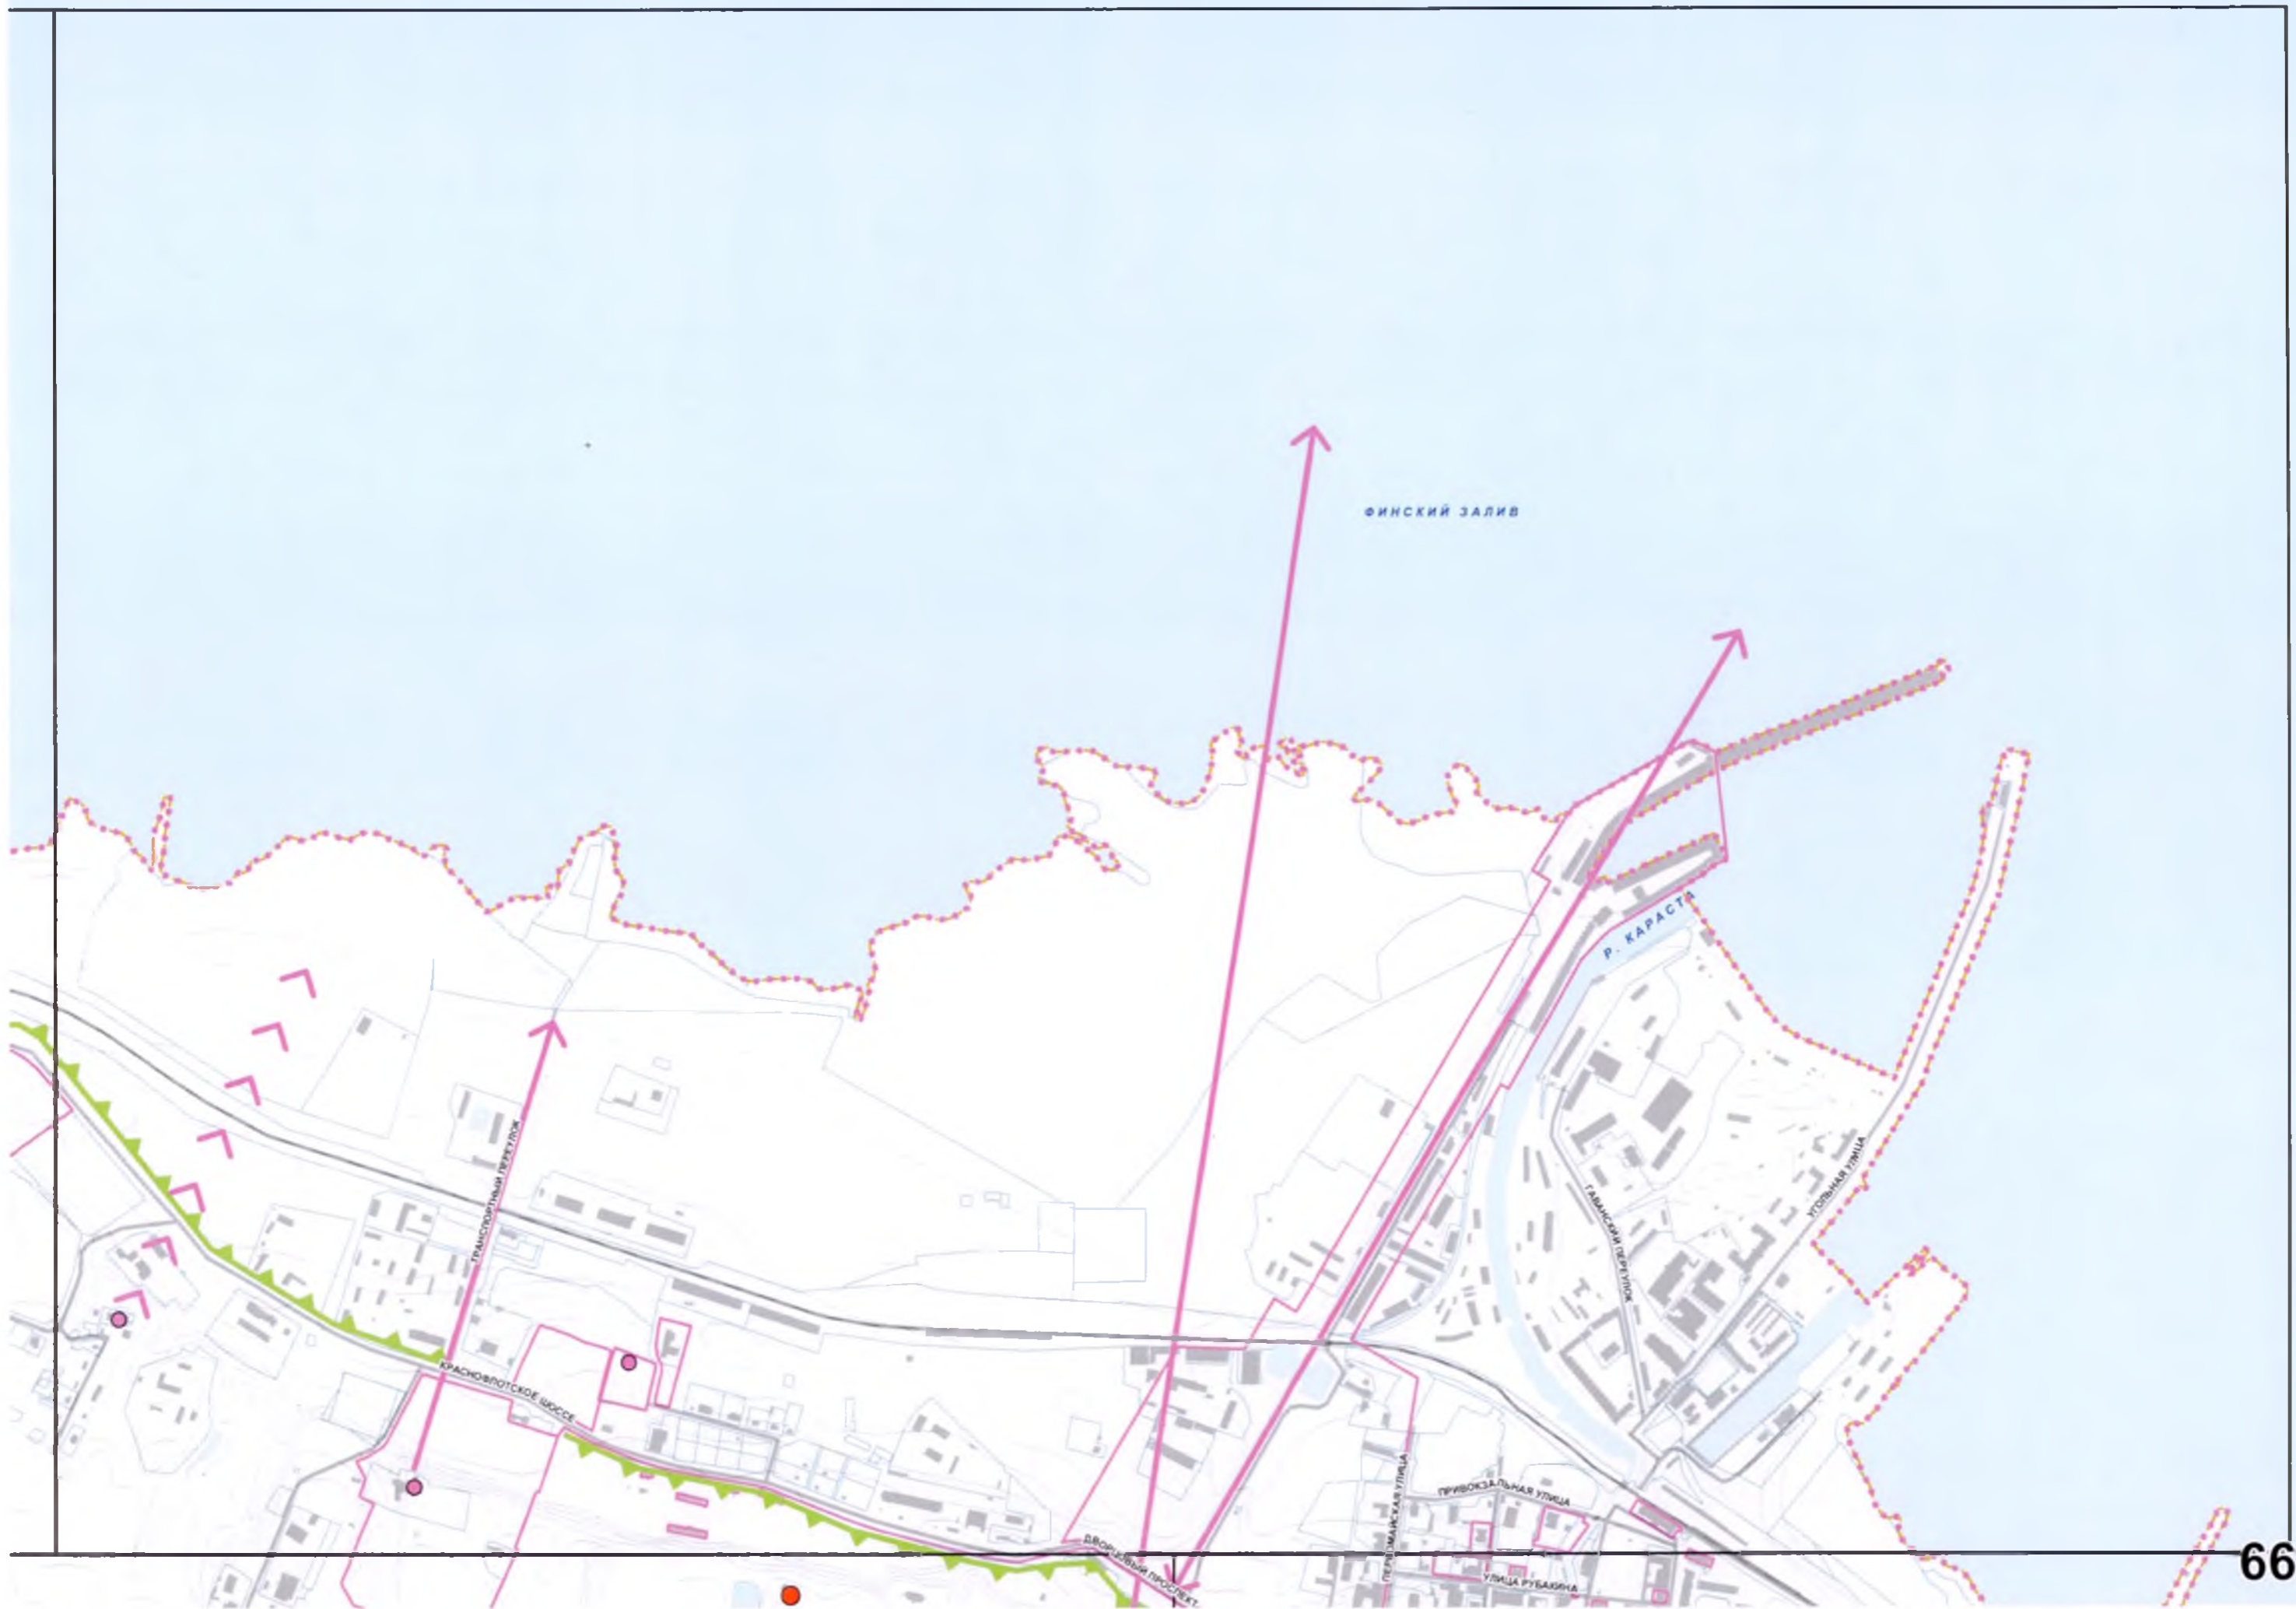 ФИНСКИЙ ЗАЛИВ
Р. КАРАСТА
ТРАНСПОРТНЫЙ ПЕРЕУЛОК
УГОЛЬНАЯ УЛИЦА
ГАВАНСКИЙ ПЕРЕУЛОК
КРАСНОФЛОТСКОЕ ШОССЕ
ПРИВОКЗАЛЬНАЯ УЛИЦА
ПЕРВОМАЙСКАЯ УЛИЦА
ДВОРЦОВЫЙ ПРОСПЕКТ
УЛИЦА РУБАКИНА
66